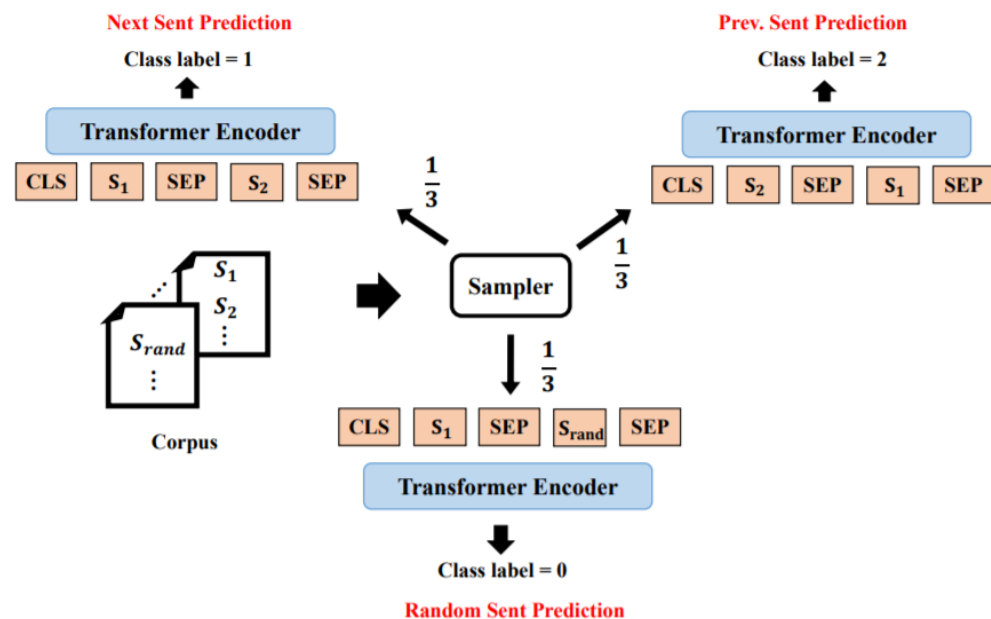 Next Sent Prediction
Class label = 1
Transformer Encoder
CLS S₁ SEP S₂ SEP
Prev. Sent Prediction
Class label = 2
Transformer Encoder
CLS S₂ SEP S₁ SEP
1/3
1/3
S₁
S₂
⋮
⋰
S_rand
⋮
Corpus
Sampler
1/3
CLS S₁ SEP S_rand SEP
Transformer Encoder
Class label = 0
Random Sent Prediction